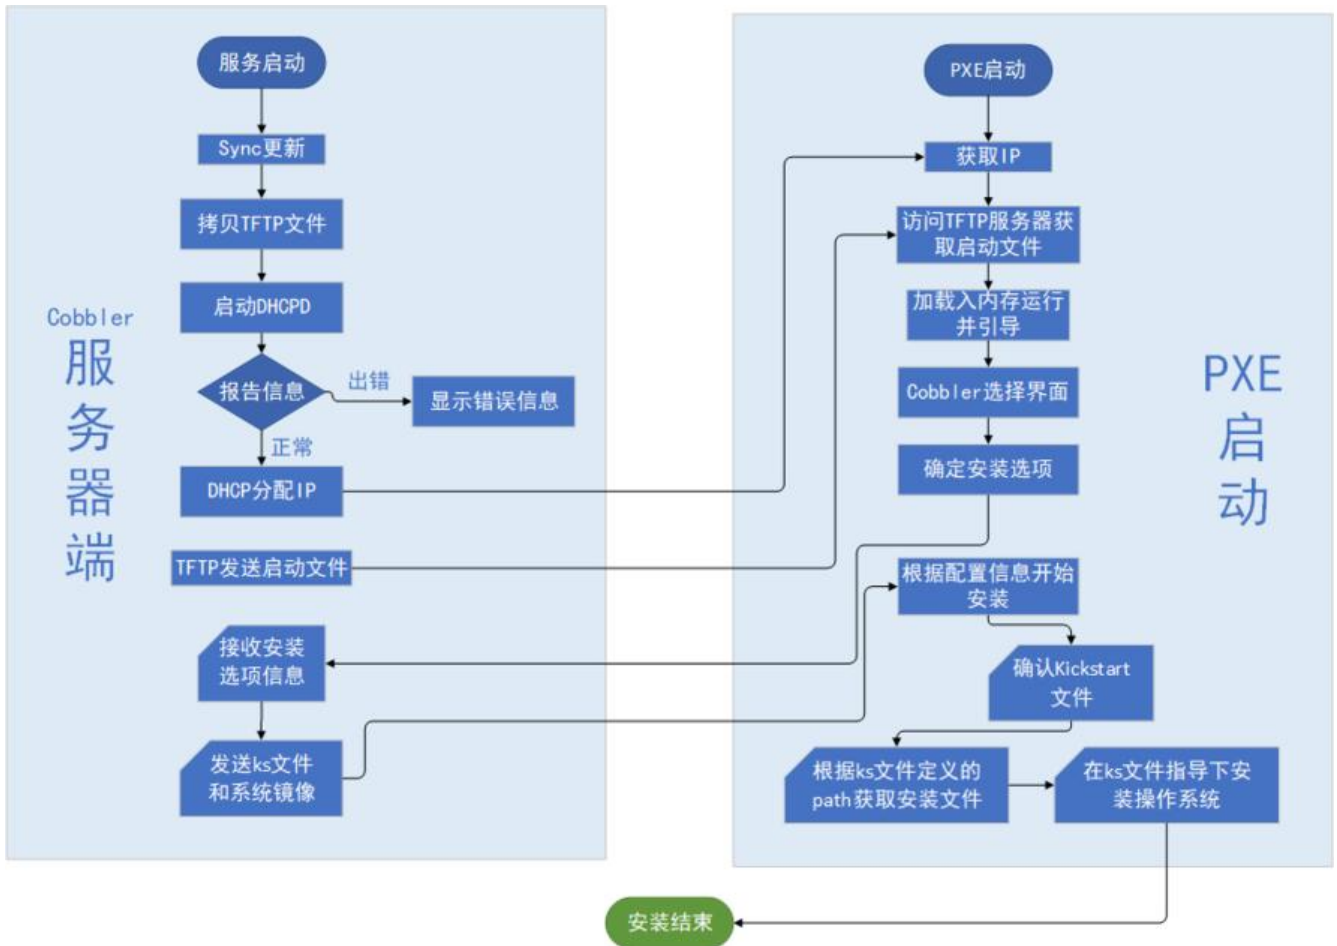 Cobbler
服
务
器
端
服务启动
Sync更新
拷贝TFTP文件
启动DHCPD
报告信息
出错
显示错误信息
正常
DHCP分配IP
TFTP发送启动文件
接收安装
选项信息
发送ks文件
和系统镜像
PXE启动
获取IP
访问TFTP服务器获
取启动文件
加载入内存运行
并引导
Cobbler选择界面
确定安装选项
根据配置信息开始
安装
确认Kickstart
文件
根据ks文件定义的
path获取安装文件
在ks文件指导下安
装操作系统
PXE
启
动
安装结束